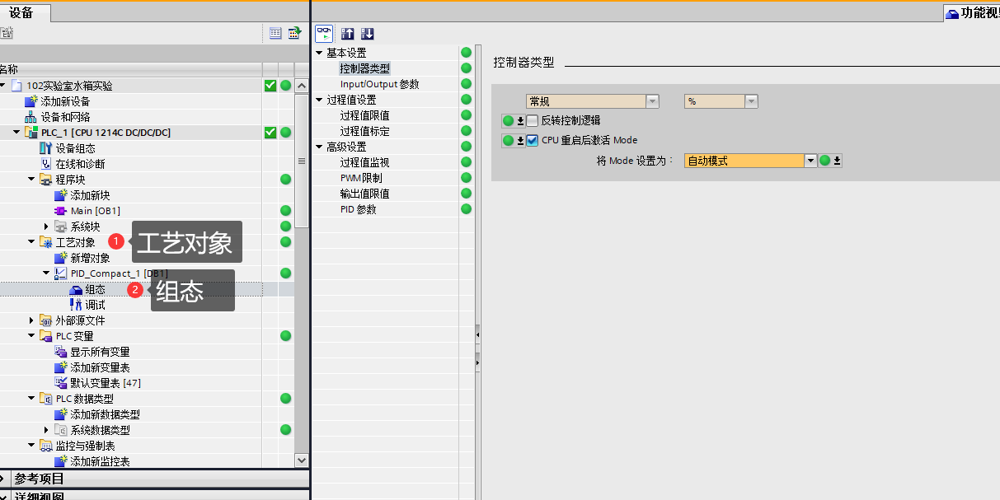 设备
名称
102实验室水箱实验
添加新设备
设备和网络
PLC_1 [CPU 1214C DC/DC/DC]
设备组态
在线和诊断
程序块
添加新块
Main [OB1]
系统块
工艺对象
1 工艺对象
新增对象
PID_Compact_1 [DB1]
组态
2 组态
调试
外部源文件
PLC 变量
显示所有变量
添加新变量表
默认变量表 [47]
PLC 数据类型
添加新数据类型
系统数据类型
监控与强制表
添加新监控表
参考项目
详细视图
基本设置
控制器类型
Input/Output 参数
过程值设置
过程值限值
过程值标定
高级设置
过程值监视
PWM 限制
输出值限值
PID 参数
功能视
控制器类型
常规 %
反转控制逻辑
CPU 重启后激活 Mode
将 Mode 设置为： 自动模式